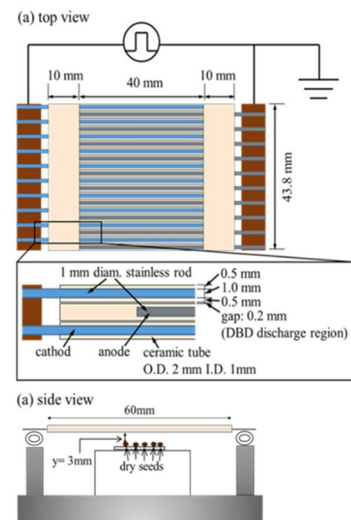 (a) top view
10 mm
40 mm
10 mm
43.8 mm
1 mm diam. stainless rod
0.5 mm
1.0 mm
0.5 mm
gap: 0.2 mm
(DBD discharge region)
cathod
anode
ceramic tube
O.D. 2 mm I.D. 1mm
(a) side view
60mm
y= 3mm
dry seeds